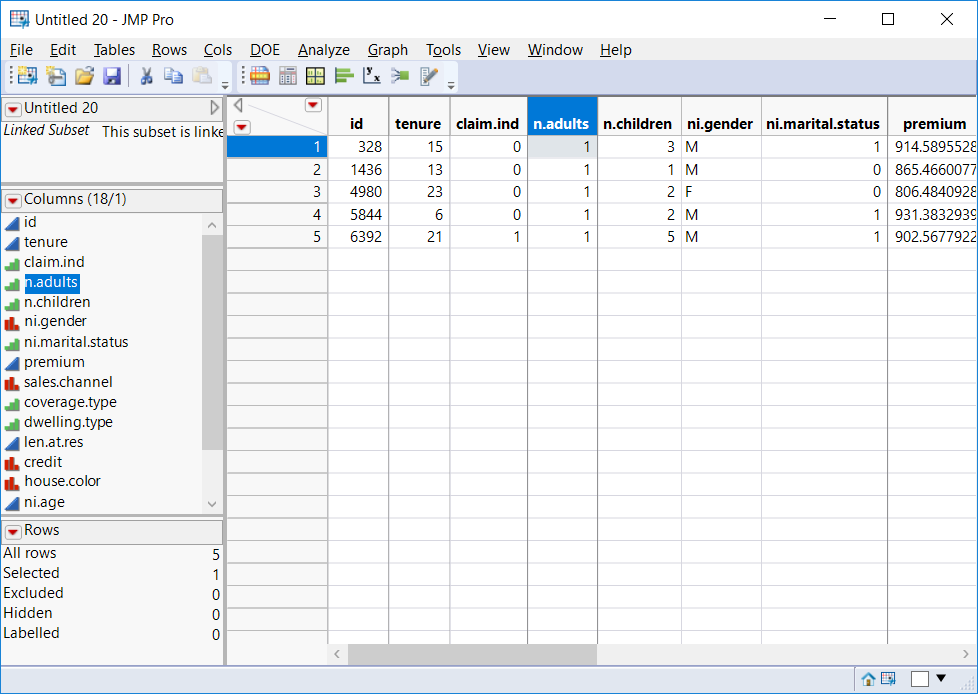 Untitled 20 - JMP Pro
File Edit Tables Rows Cols DOE Analyze Graph Tools View Window Help
Untitled 20
Linked Subset This subset is linke
Columns (18/1)
id
tenure
claim.ind
n.adults
n.children
ni.gender
ni.marital.status
premium
sales.channel
coverage.type
dwelling.type
len.at.res
credit
house.color
ni.age
Rows
All rows 5
Selected 1
Excluded 0
Hidden 0
Labelled 0
id tenure claim.ind n.adults n.children ni.gender ni.marital.status premium
1 328 15 0 1 3 M 1 914.5895528
2 1436 13 0 1 1 M 0 865.4660077
3 4980 23 0 1 2 F 0 806.4840928
4 5844 6 0 1 2 M 1 931.3832939
5 6392 21 1 1 5 M 1 902.5677922